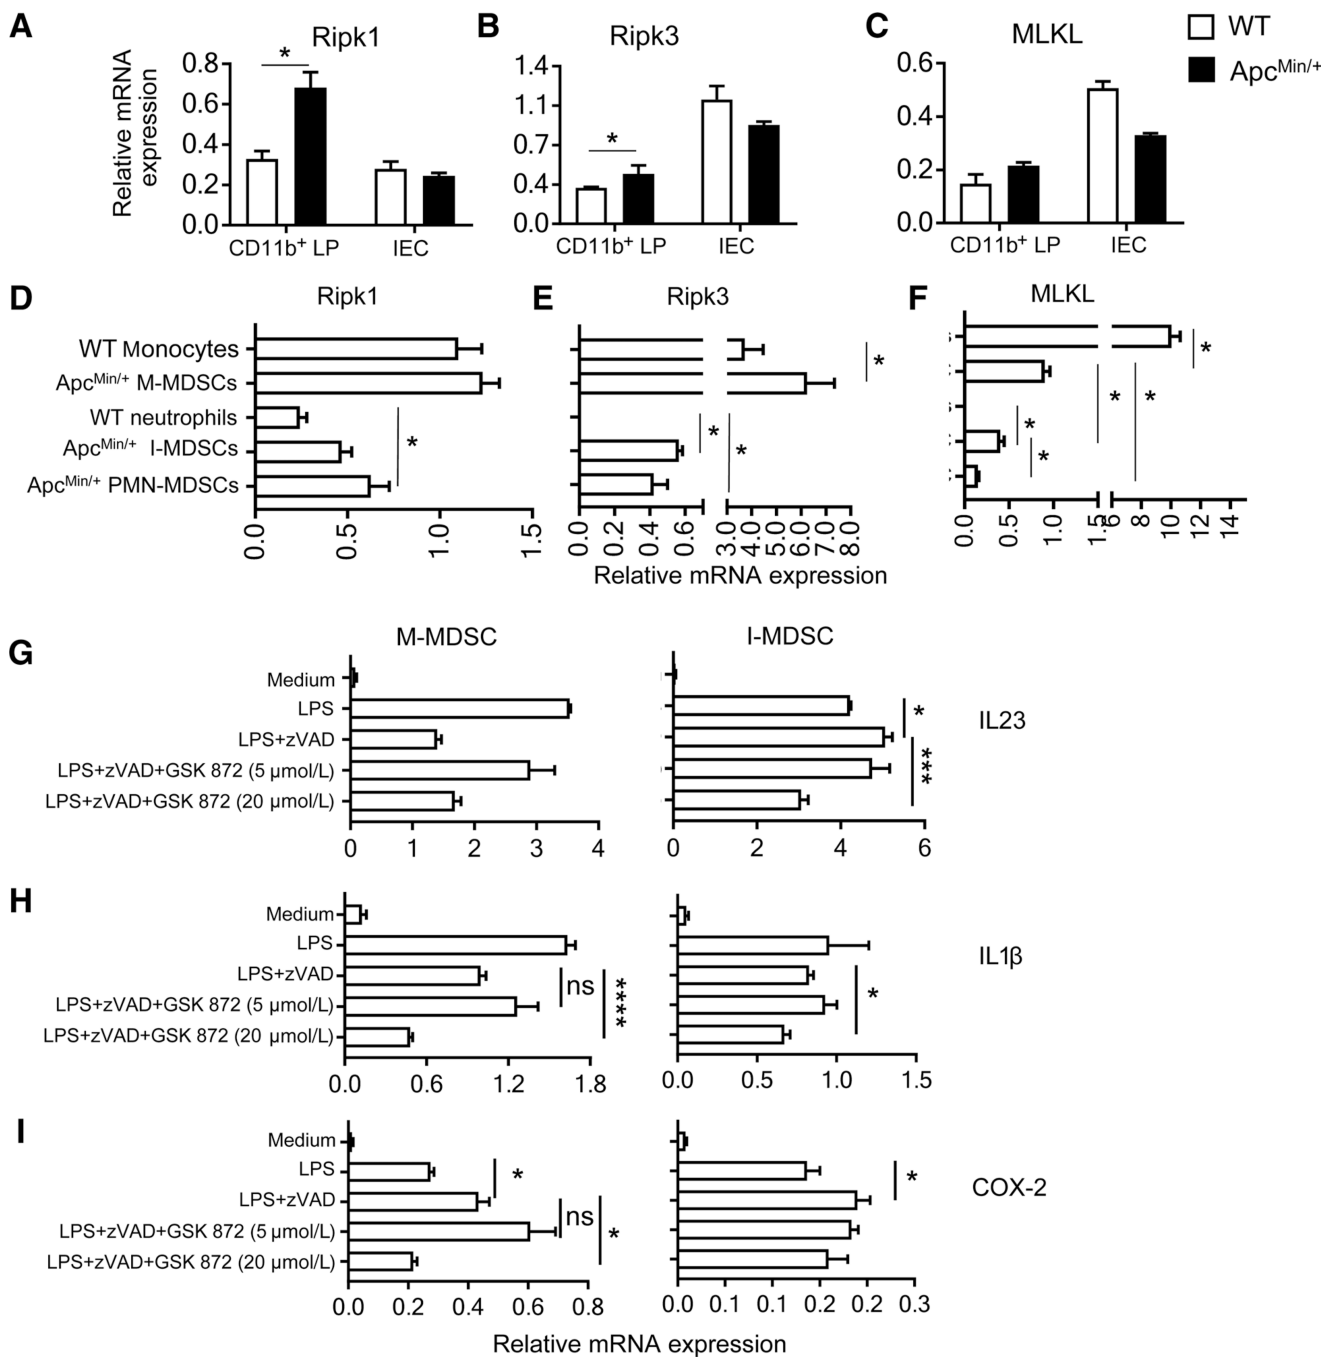 A
Ripk1
B
Ripk3
C
MLKL
WT
ApcMin/+
Relative mRNA
expression
*
0.8
0.6
0.4
0.2
0.0
CD11b+ LP
IEC
*
1.4
1.1
0.7
0.4
0.0
CD11b+ LP
IEC
0.6
0.4
0.2
0.0
CD11b+ LP
IEC
D
Ripk1
E
Ripk3
F
MLKL
WT Monocytes
ApcMin/+ M-MDSCs
WT neutrophils
ApcMin/+ I-MDSCs
ApcMin/+ PMN-MDSCs
*
0.0 0.5 1.0 1.5
*
*
*
0.0 0.2 0.4 0.6 3.0 4.0 5.0 6.0 7.0 8.0
*
*
*
*
*
0.0 0.5 1.0 1.5 6 8 10 12 14
Relative mRNA expression
G
M-MDSC
I-MDSC
IL23
Medium
LPS
LPS+zVAD
LPS+zVAD+GSK 872 (5 µmol/L)
LPS+zVAD+GSK 872 (20 µmol/L)
0 1 2 3 4
*
***
0 2 4 6
H
IL1β
Medium
LPS
LPS+zVAD
LPS+zVAD+GSK 872 (5 µmol/L)
LPS+zVAD+GSK 872 (20 µmol/L)
ns
****
0.0 0.6 1.2 1.8
*
0.0 0.5 1.0 1.5
I
COX-2
Medium
LPS
LPS+zVAD
LPS+zVAD+GSK 872 (5 µmol/L)
LPS+zVAD+GSK 872 (20 µmol/L)
*
ns
*
0.0 0.2 0.4 0.6 0.8
*
0.0 0.1 0.1 0.2 0.2 0.3
Relative mRNA expression